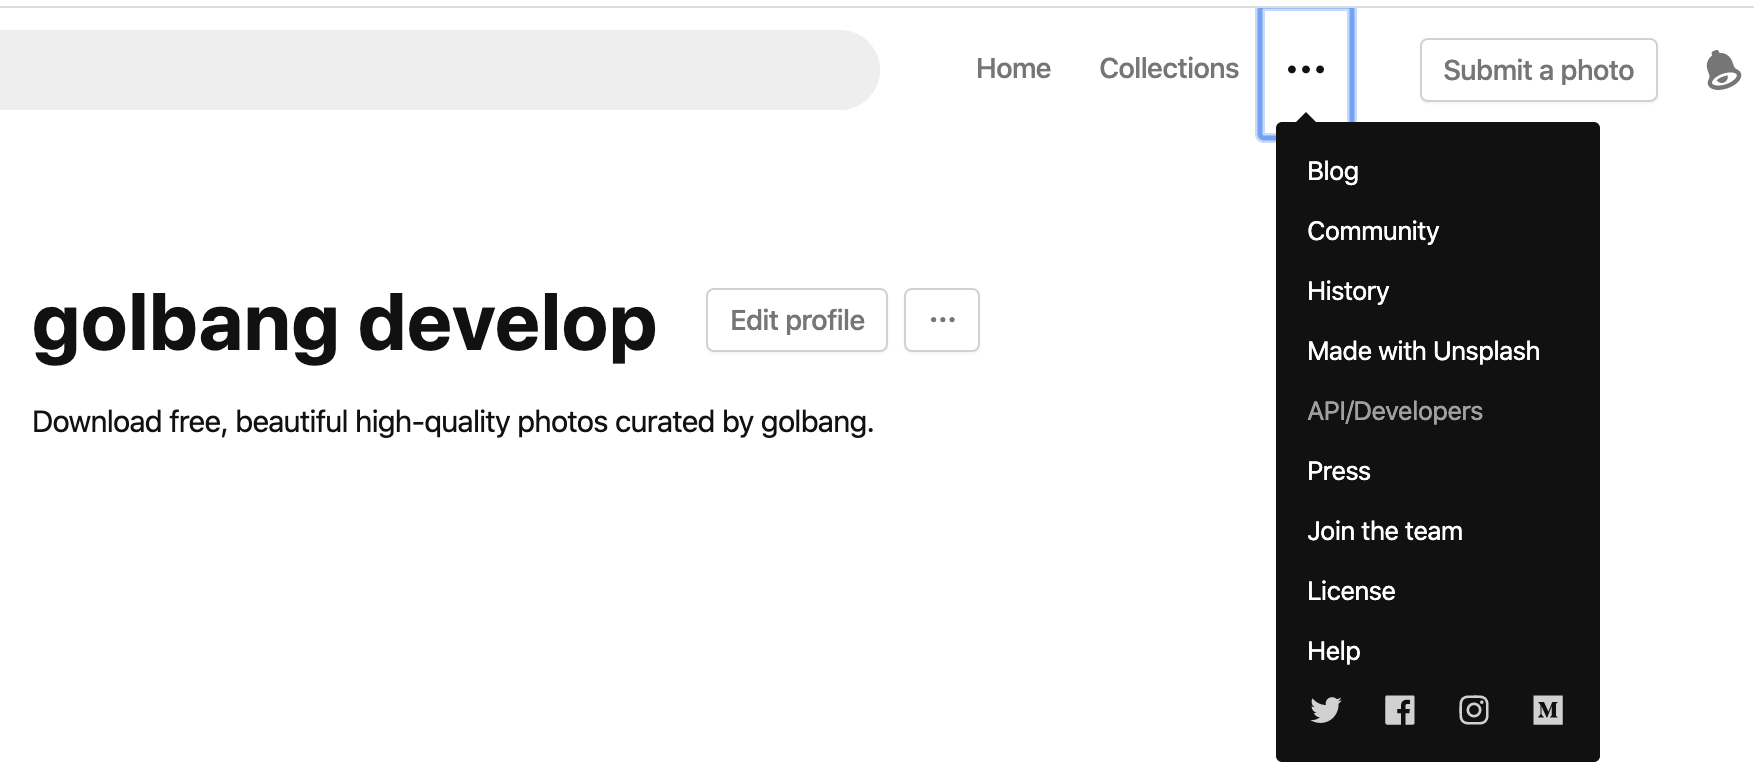 Home Collections ••• Submit a photo
Blog
Community
History
Made with Unsplash
API/Developers
Press
Join the team
License
Help
golbang develop Edit profile •••
Download free, beautiful high-quality photos curated by golbang.